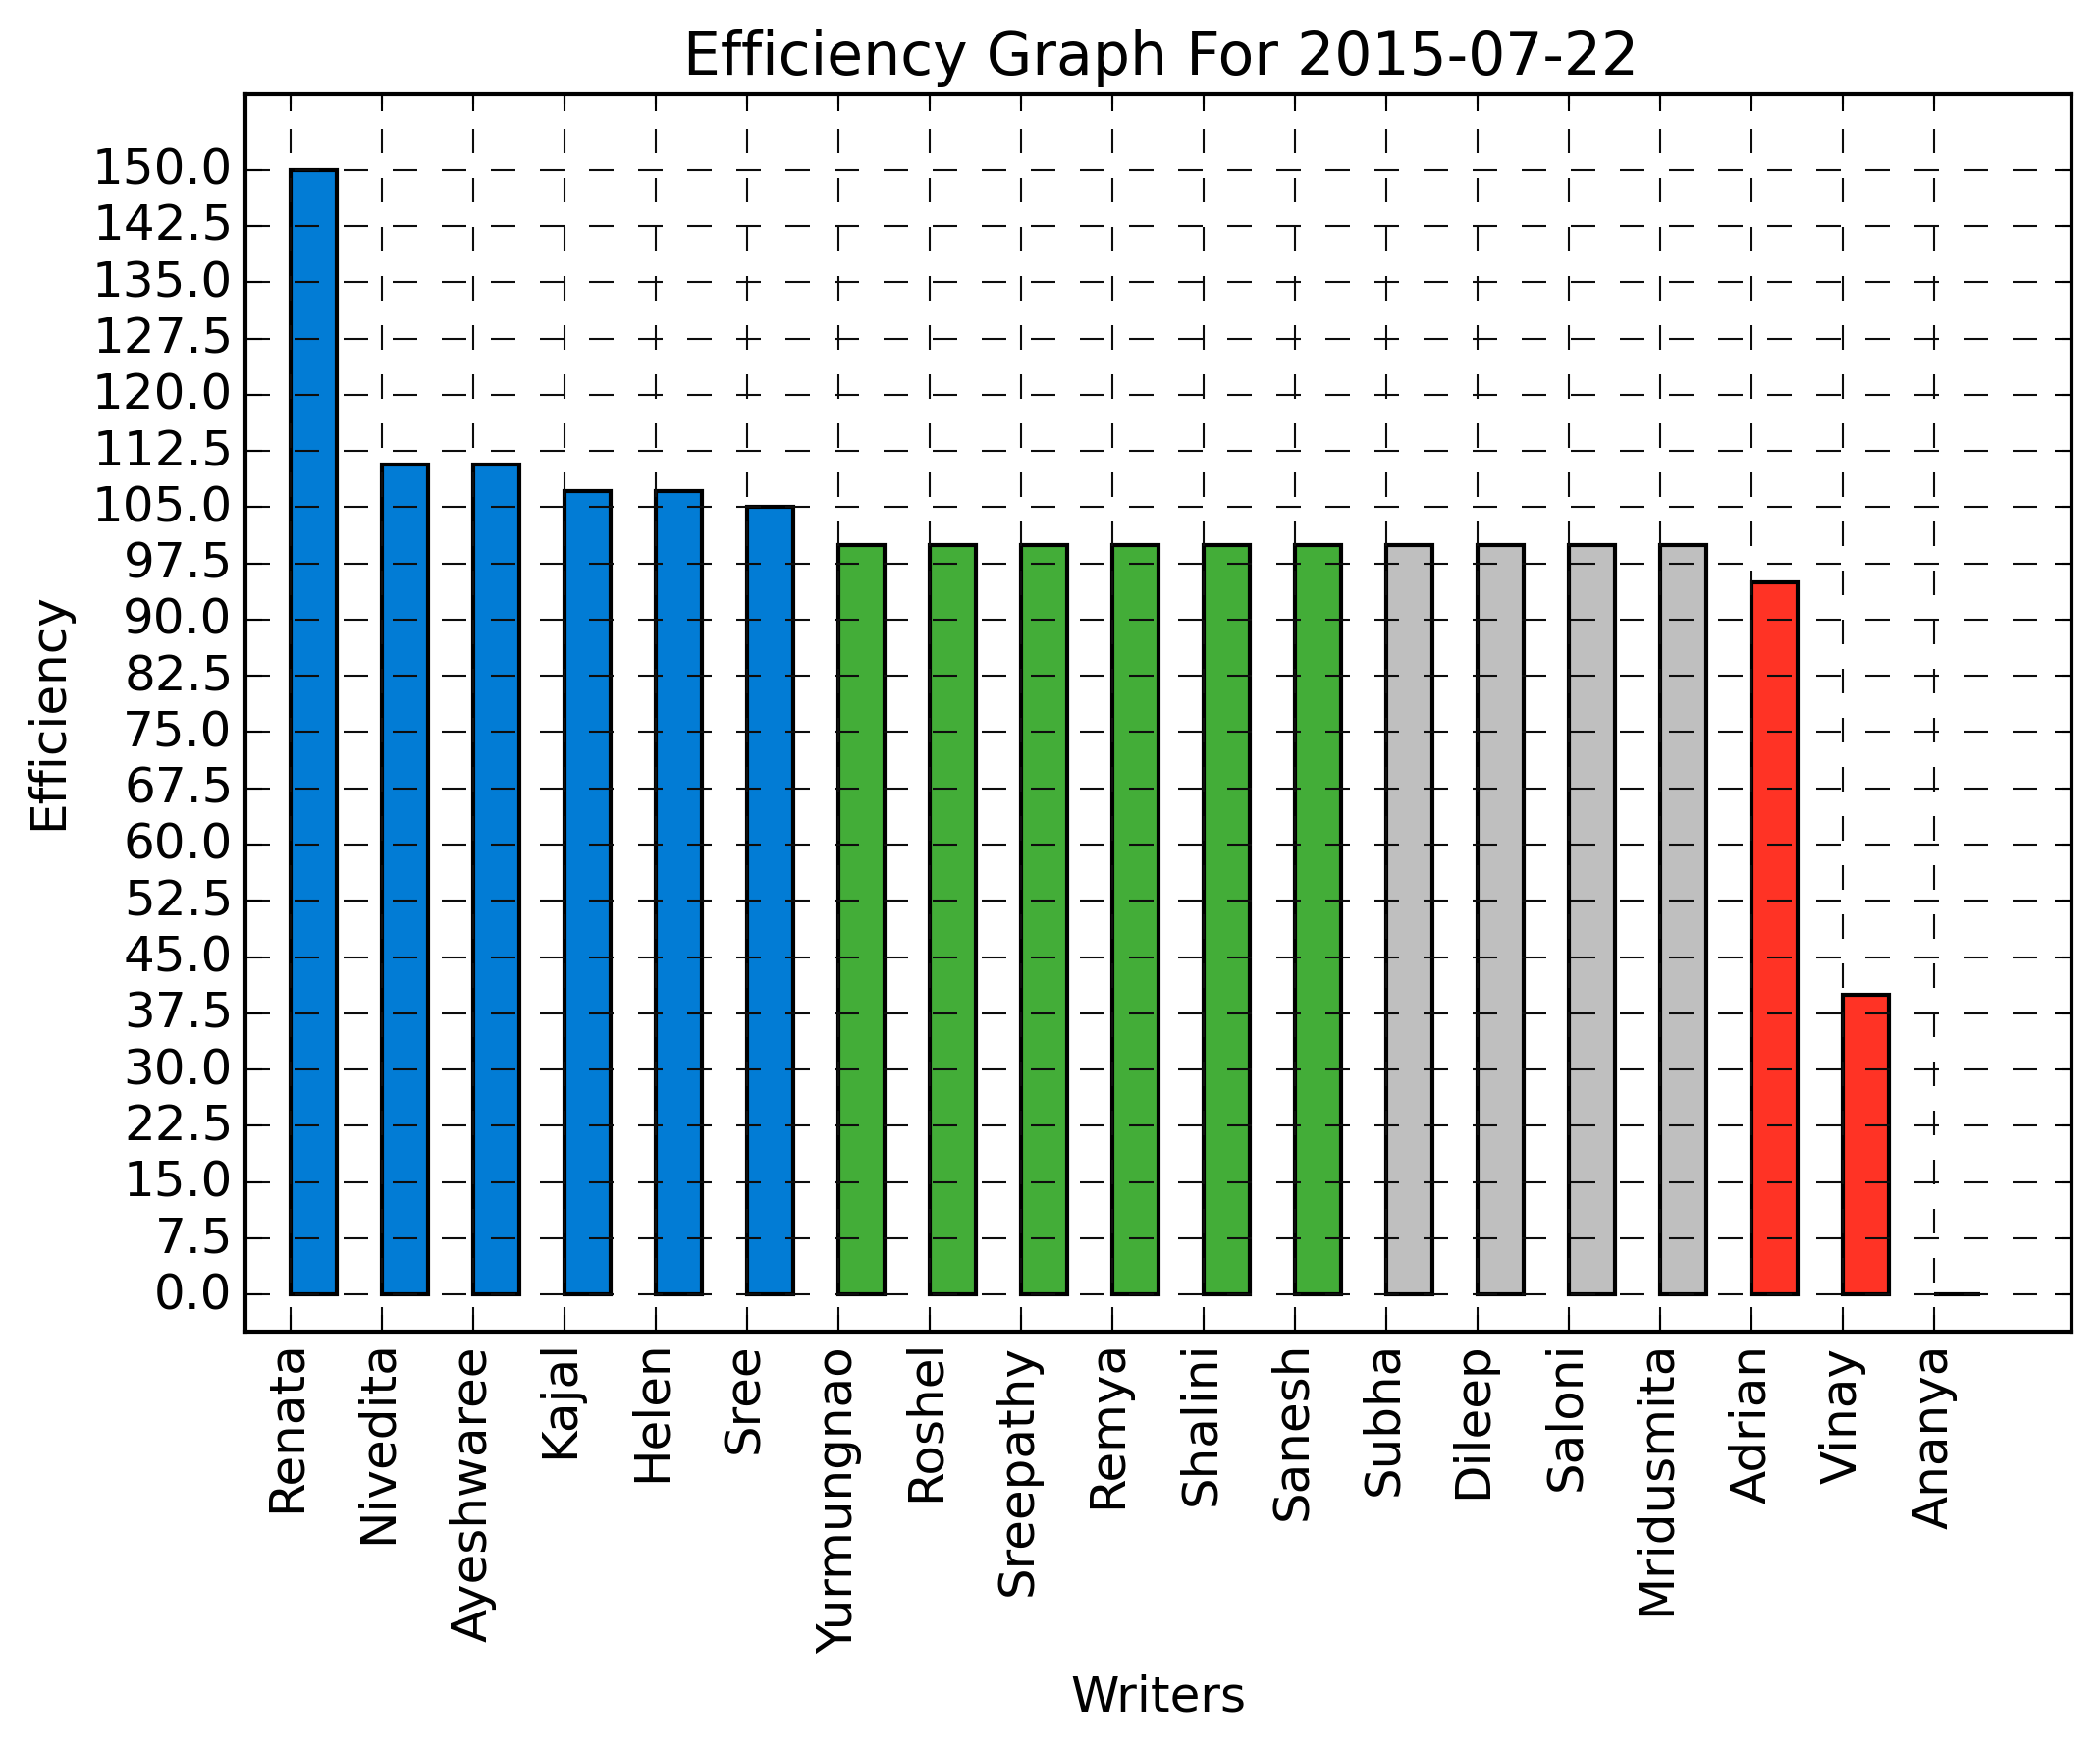 Efficiency Graph For 2015-07-22
150.0
142.5
135.0
127.5
120.0
112.5
105.0
97.5
90.0
82.5
75.0
67.5
60.0
52.5
45.0
37.5
30.0
22.5
15.0
7.5
0.0
Efficiency
Renata
Nivedita
Ayeshwaree
Kajal
Helen
Sree
Yurmungnao
Roshel
Sreepathy
Remya
Shalini
Sanesh
Subha
Dileep
Saloni
Mridusmita
Adrian
Vinay
Ananya
Writers